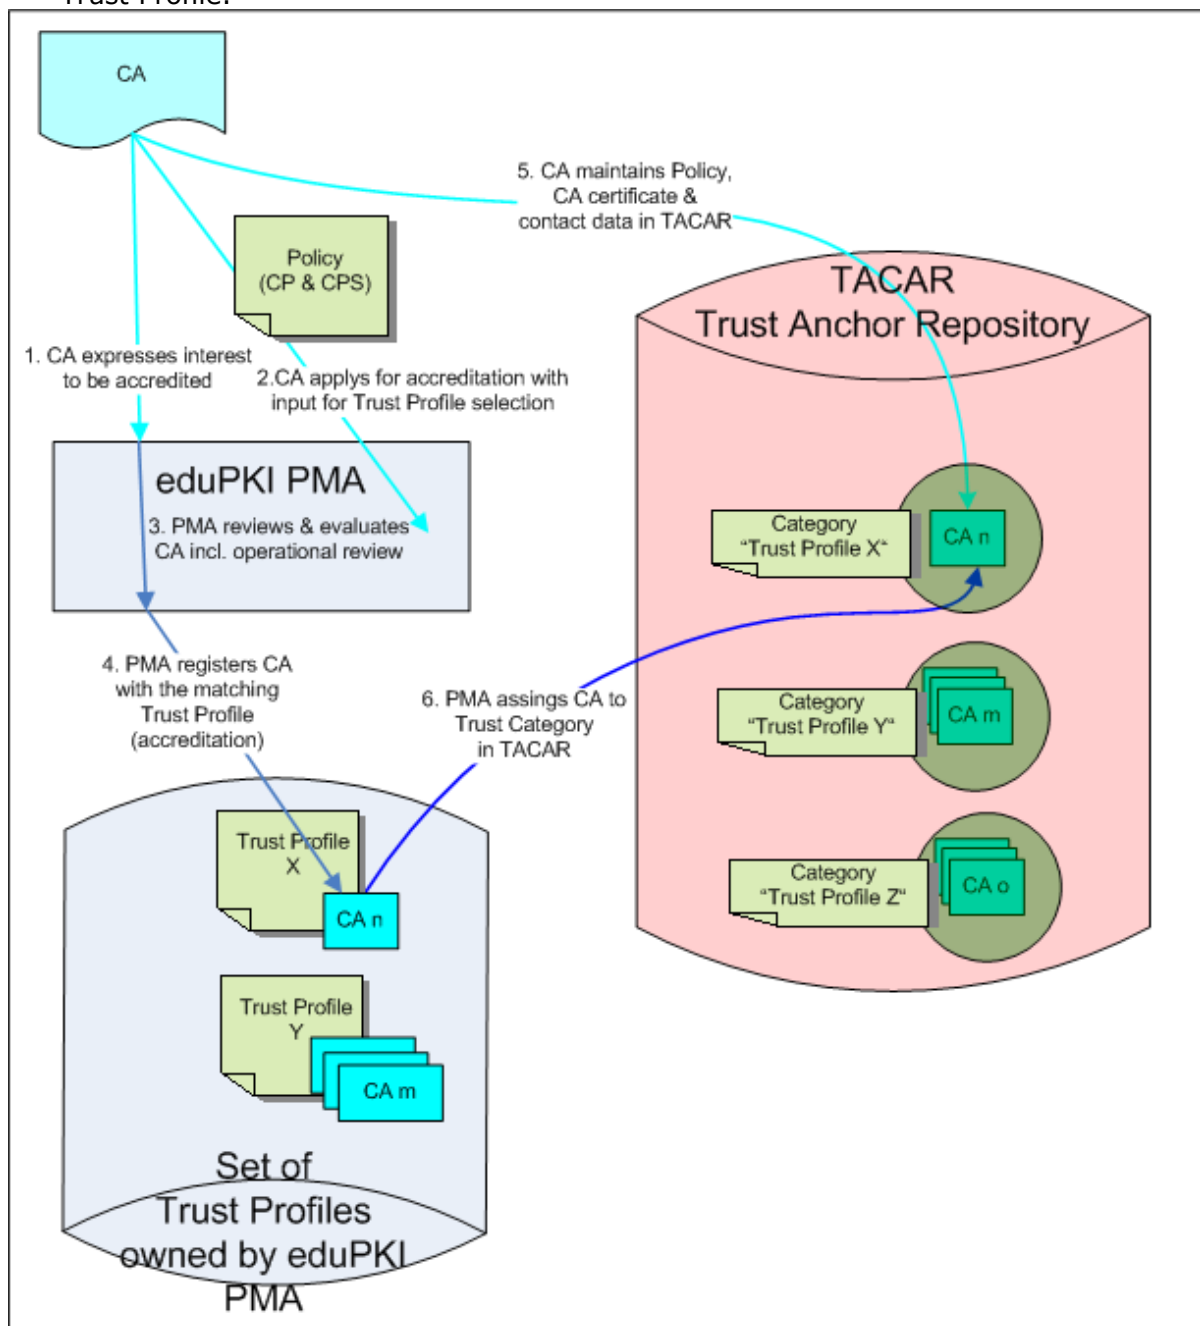 Trust Profile.
CA
5. CA maintains Policy,
CA certificate &
contact data in TACAR
Policy
(CP & CPS)
TACAR
Trust Anchor Repository
1. CA expresses interest
to be accredited
2.CA applys for accreditation with
input for Trust Profile selection
eduPKI PMA
3. PMA reviews & evaluates
CA incl. operational review
Category
"Trust Profile X"
CA n
4. PMA registers CA
with the matching
Trust Profile
(accreditation)
6. PMA assings CA to
Trust Category
in TACAR
Category
"Trust Profile Y"
CA m
Trust Profile
X
CA n
Category
"Trust Profile Z"
CA o
Trust Profile
Y
CA m
Set of
Trust Profiles
owned by eduPKI
PMA